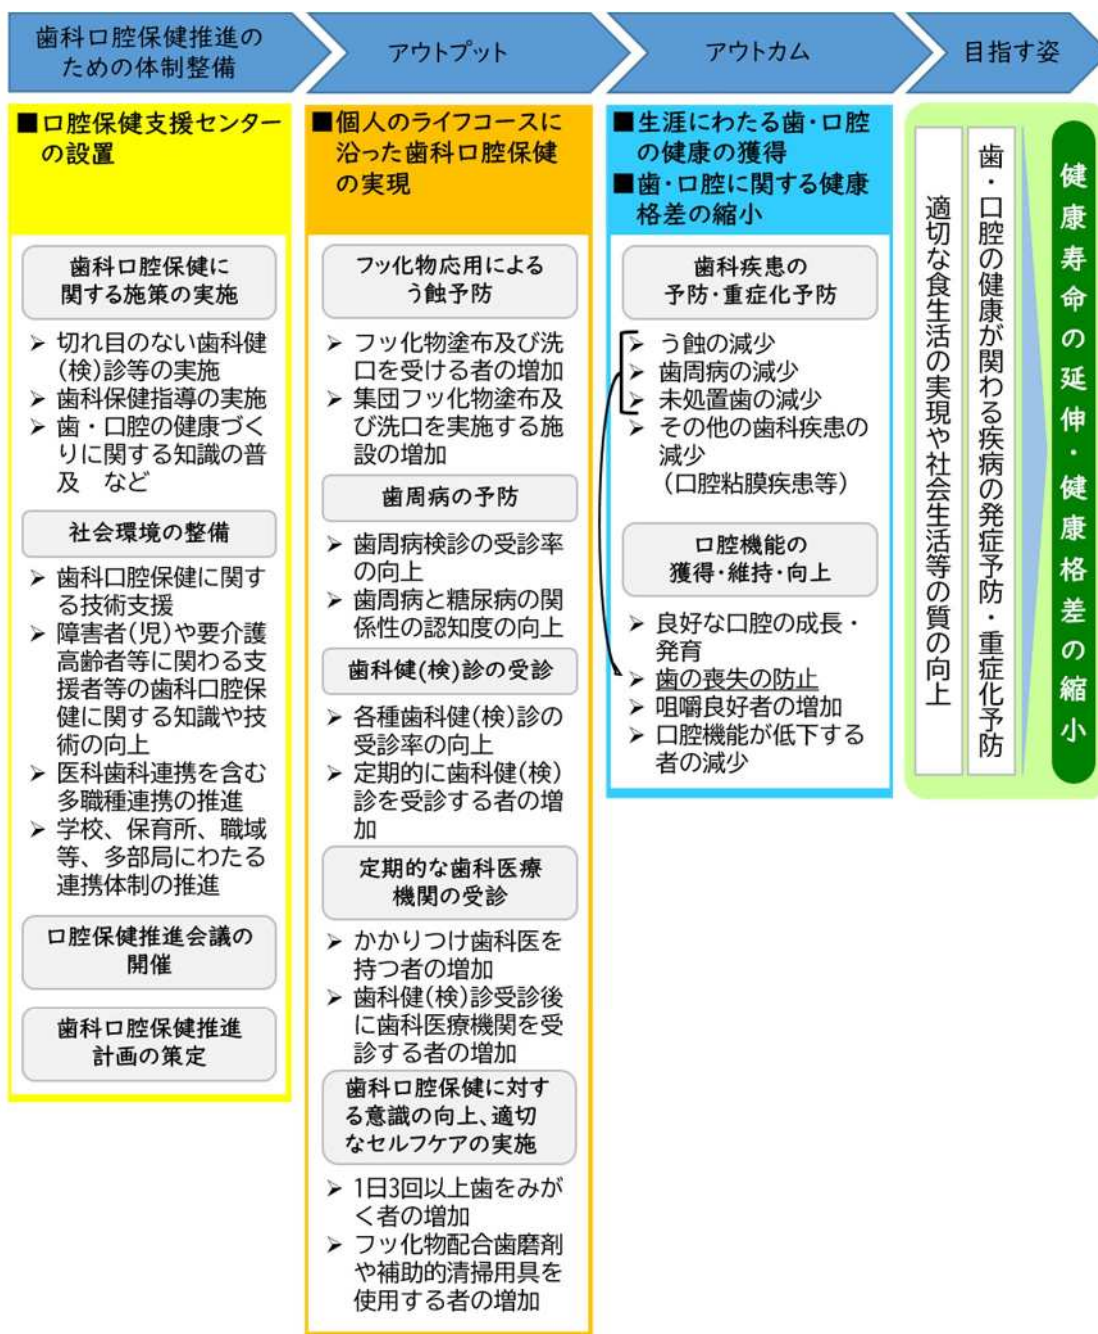 歯科口腔保健推進の
ための体制整備
アウトプット
アウトカム
目指す姿
■口腔保健支援センター
の設置
歯科口腔保健に
関する施策の実施
➢ 切れ目のない歯科健
(検)診等の実施
➢ 歯科保健指導の実施
➢ 歯・口腔の健康づく
りに関する知識の普
及　など
社会環境の整備
➢ 歯科口腔保健に関す
る技術支援
➢ 障害者(児)や要介護
高齢者等に関わる支
援者等の歯科口腔保
健に関する知識や技
術の向上
➢ 医科歯科連携を含む
多職種連携の推進
➢ 学校、保育所、職域
等、多部局にわたる
連携体制の推進
口腔保健推進会議の
開催
歯科口腔保健推進
計画の策定
■個人のライフコースに
沿った歯科口腔保健
の実現
フッ化物応用による
う蝕予防
➢ フッ化物塗布及び洗
口を受ける者の増加
➢ 集団フッ化物塗布及
び洗口を実施する施
設の増加
歯周病の予防
➢ 歯周病検診の受診率
の向上
➢ 歯周病と糖尿病の関
係性の認知度の向上
歯科健(検)診の受診
➢ 各種歯科健(検)診の
受診率の向上
➢ 定期的に歯科健(検)
診を受診する者の増
加
定期的な歯科医療
機関の受診
➢ かかりつけ歯科医を
持つ者の増加
➢ 歯科健(検)診受診後
に歯科医療機関を受
診する者の増加
歯科口腔保健に対す
る意識の向上、適切
なセルフケアの実施
➢ 1日3回以上歯をみが
く者の増加
➢ フッ化物配合歯磨剤
や補助的清掃用具を
使用する者の増加
■生涯にわたる歯・口腔
の健康の獲得
■歯・口腔に関する健康
格差の縮小
歯科疾患の
予防・重症化予防
➢ う蝕の減少
➢ 歯周病の減少
➢ 未処置歯の減少
➢ その他の歯科疾患の
減少
（口腔粘膜疾患等）
口腔機能の
獲得・維持・向上
➢ 良好な口腔の成長・
発育
➢ 歯の喪失の防止
➢ 咀嚼良好者の増加
➢ 口腔機能が低下する
者の減少
歯・口腔の健康が関わる疾病の発症予防・重症化予防
適切な食生活の実現や社会生活等の質の向上
健康寿命の延伸・健康格差の縮小